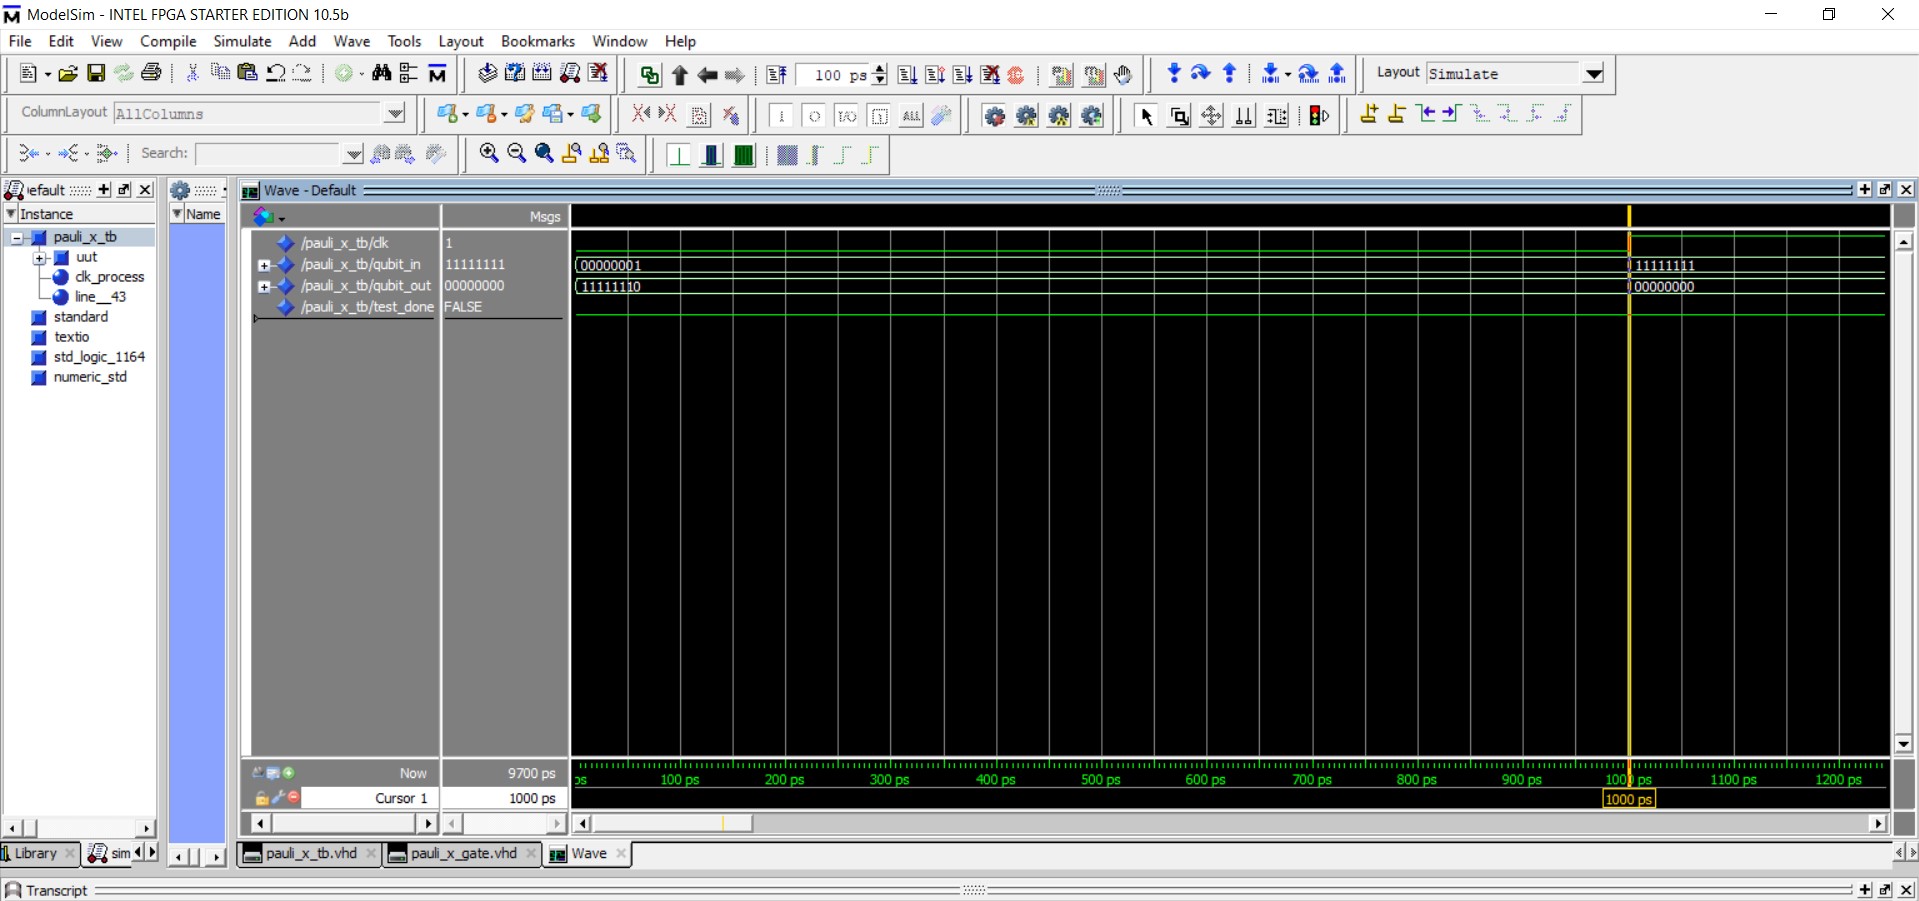 ModelSim - INTEL FPGA STARTER EDITION 10.5b
File Edit View Compile Simulate Add Wave Tools Layout Bookmarks Window Help
100 ps
Layout Simulate
ColumnLayout AllColumns
Search:
efault
Wave - Default
Instance
Name
Msgs
pauli_x_tb
uut
clk_process
line__43
standard
textio
std_logic_1164
numeric_std
/pauli_x_tb/clk 1
/pauli_x_tb/qubit_in 11111111 00000001 11111111
/pauli_x_tb/qubit_out 00000000 11111110 00000000
/pauli_x_tb/test_done FALSE
Now 9700 ps
ps 100 ps 200 ps 300 ps 400 ps 500 ps 600 ps 700 ps 800 ps 900 ps 1000 ps 1100 ps 1200 ps
Cursor 1 1000 ps 1000 ps
Library sim pauli_x_tb.vhd pauli_x_gate.vhd Wave
Transcript